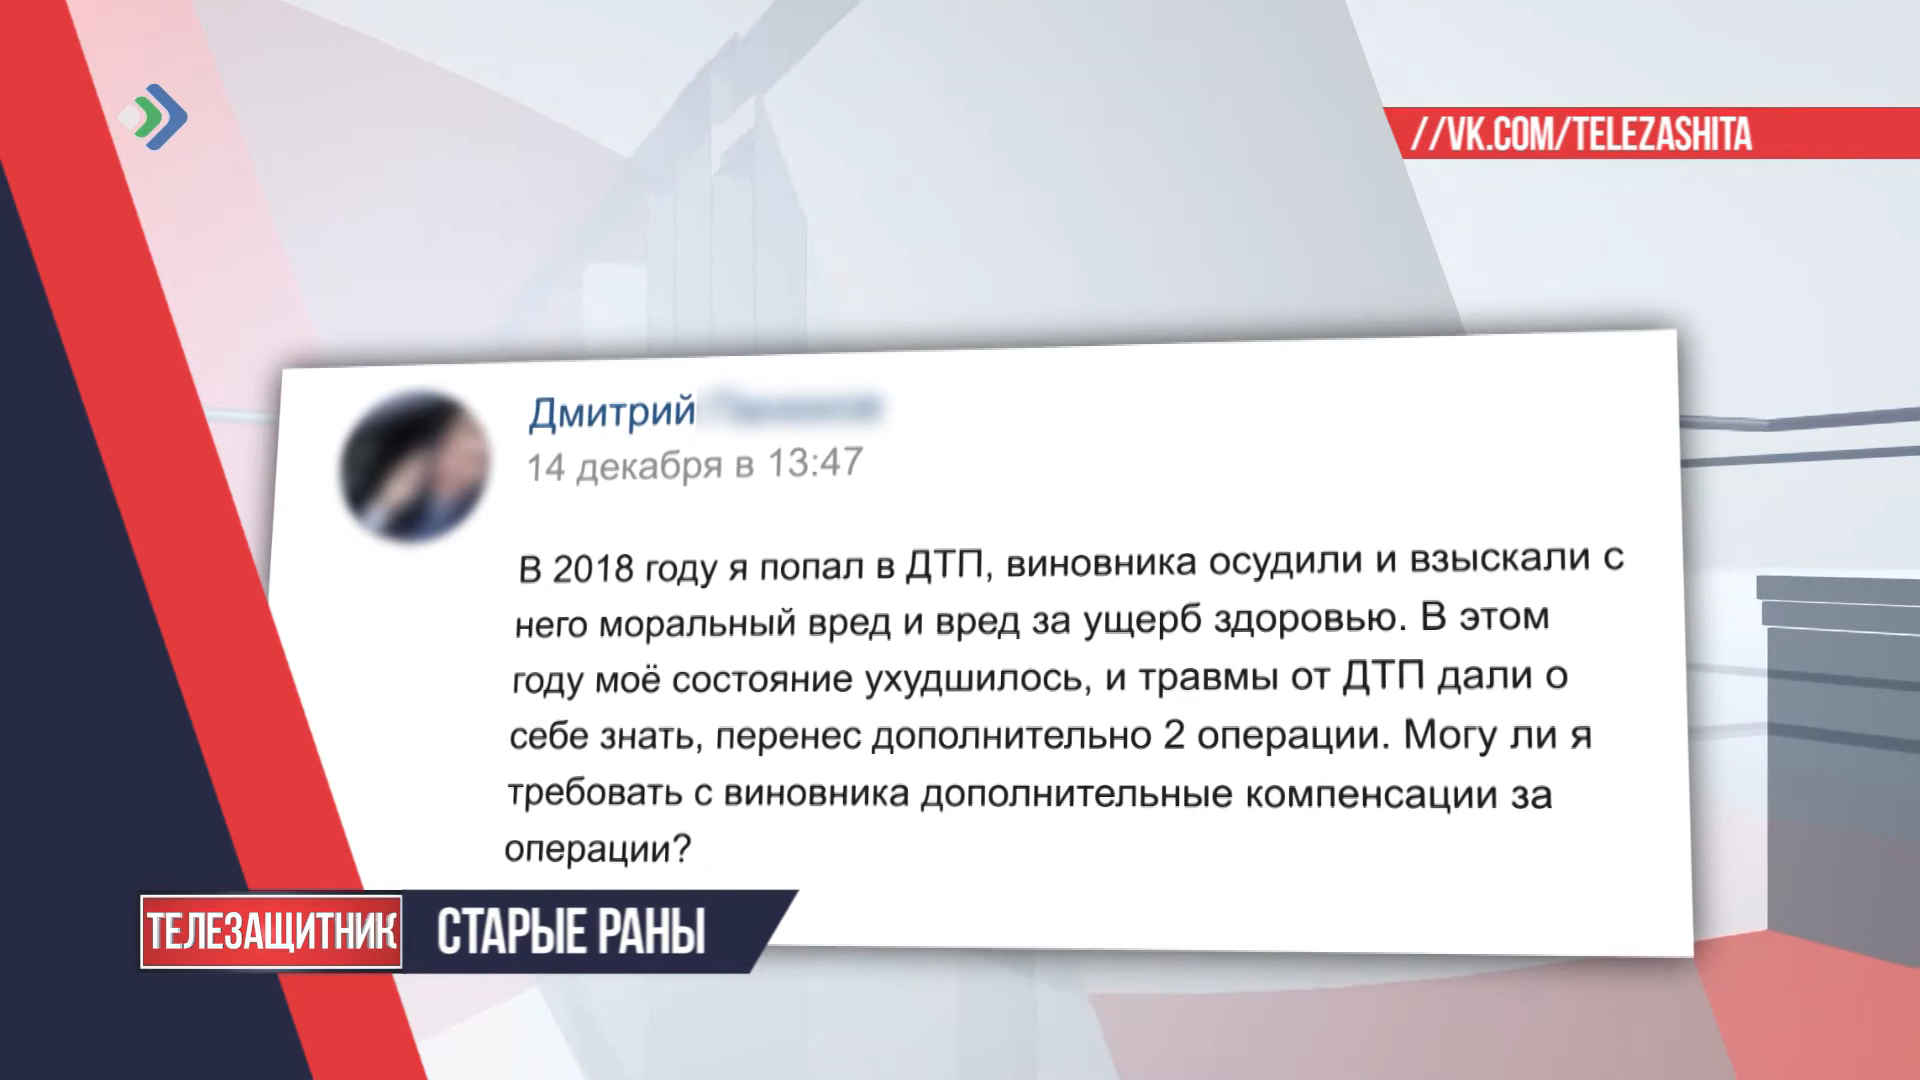 //VK.COM/TELEZASHITA
Дмитрий
14 декабря в 13:47
В 2018 году я попал в ДТП, виновника осудили и взыскали с
него моральный вред и вред за ущерб здоровью. В этом
году моё состояние ухудшилось, и травмы от ДТП дали о
себе знать, перенес дополнительно 2 операции. Могу ли я
требовать с виновника дополнительные компенсации за
операции?
ТЕЛЕЗАЩИТНИК СТАРЫЕ РАНЫ